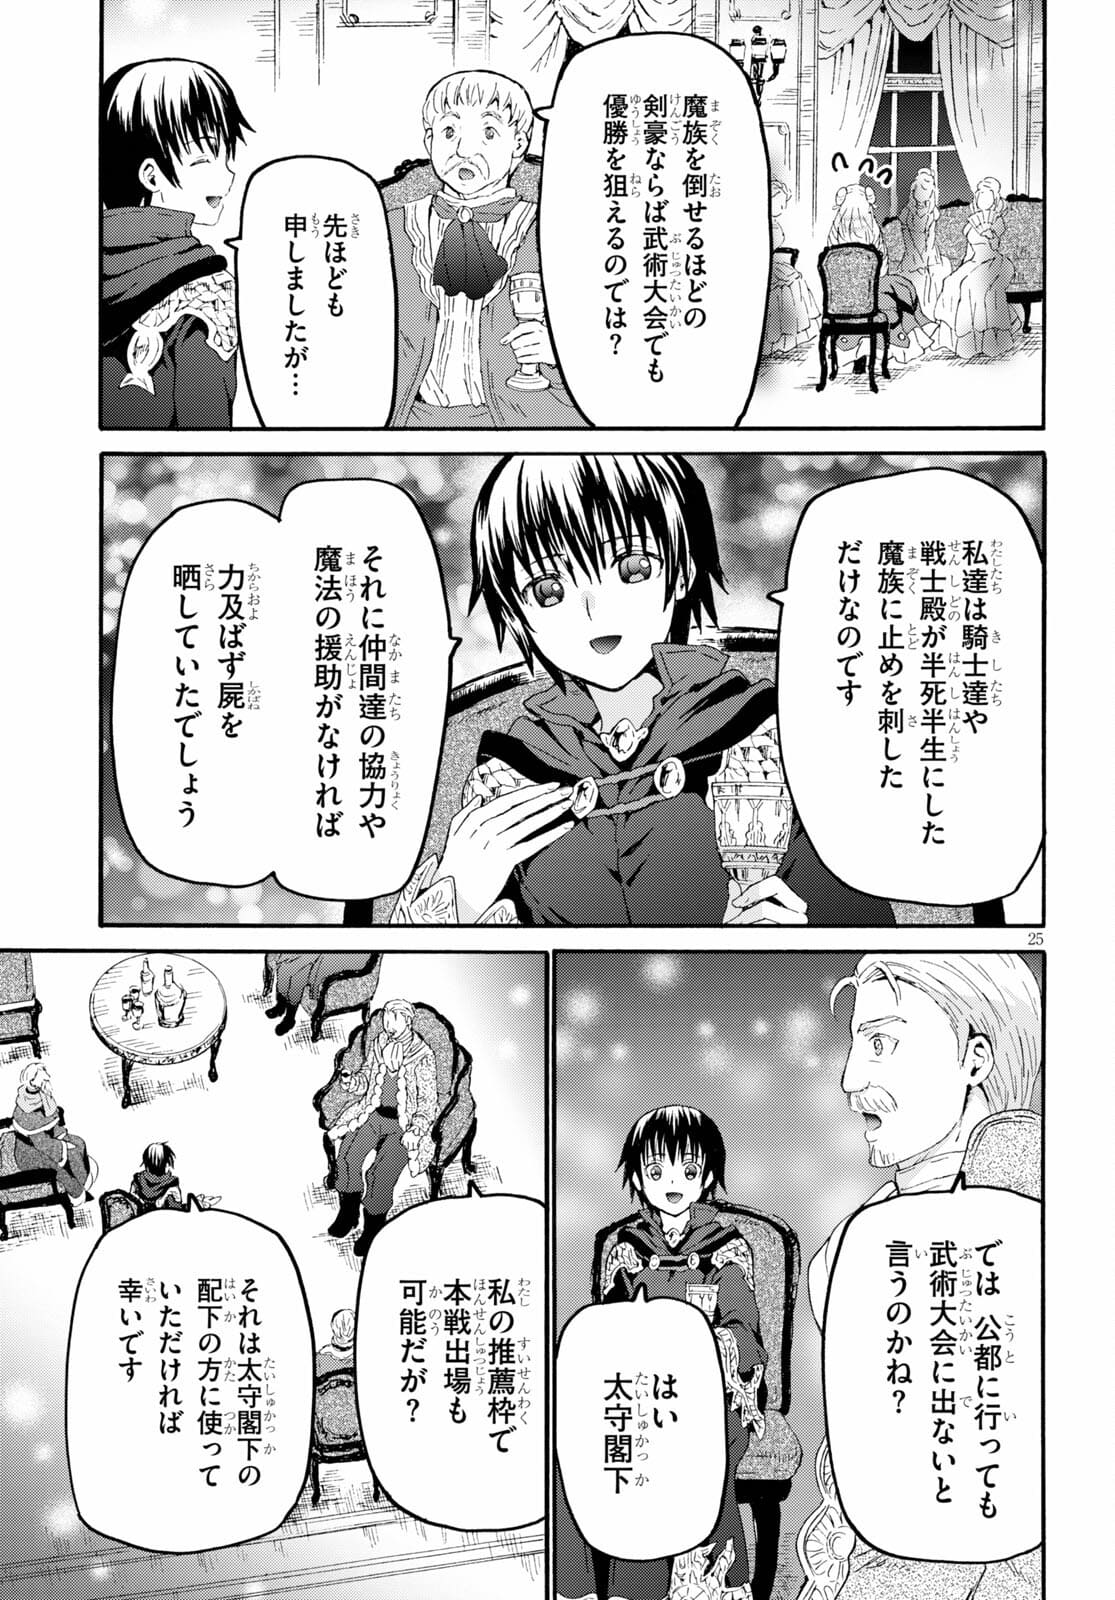 魔族を倒せるほどの
剣豪ならば武術大会でも
優勝を狙えるのでは？
先ほども
申しましたが…
私達は騎士達や
戦士殿が半死半生にした
魔族に止めを刺した
だけなのです
それに仲間達の協力や
魔法の援助がなければ
力及ばず屍を
晒していたでしょう
25
では 公都に行っても
武術大会に出ないと
言うのかね？
はい
太守閣下
私の推薦枠で
本戦出場も
可能だが？
それは太守閣下の
配下の方に使って
いただければ
幸いです